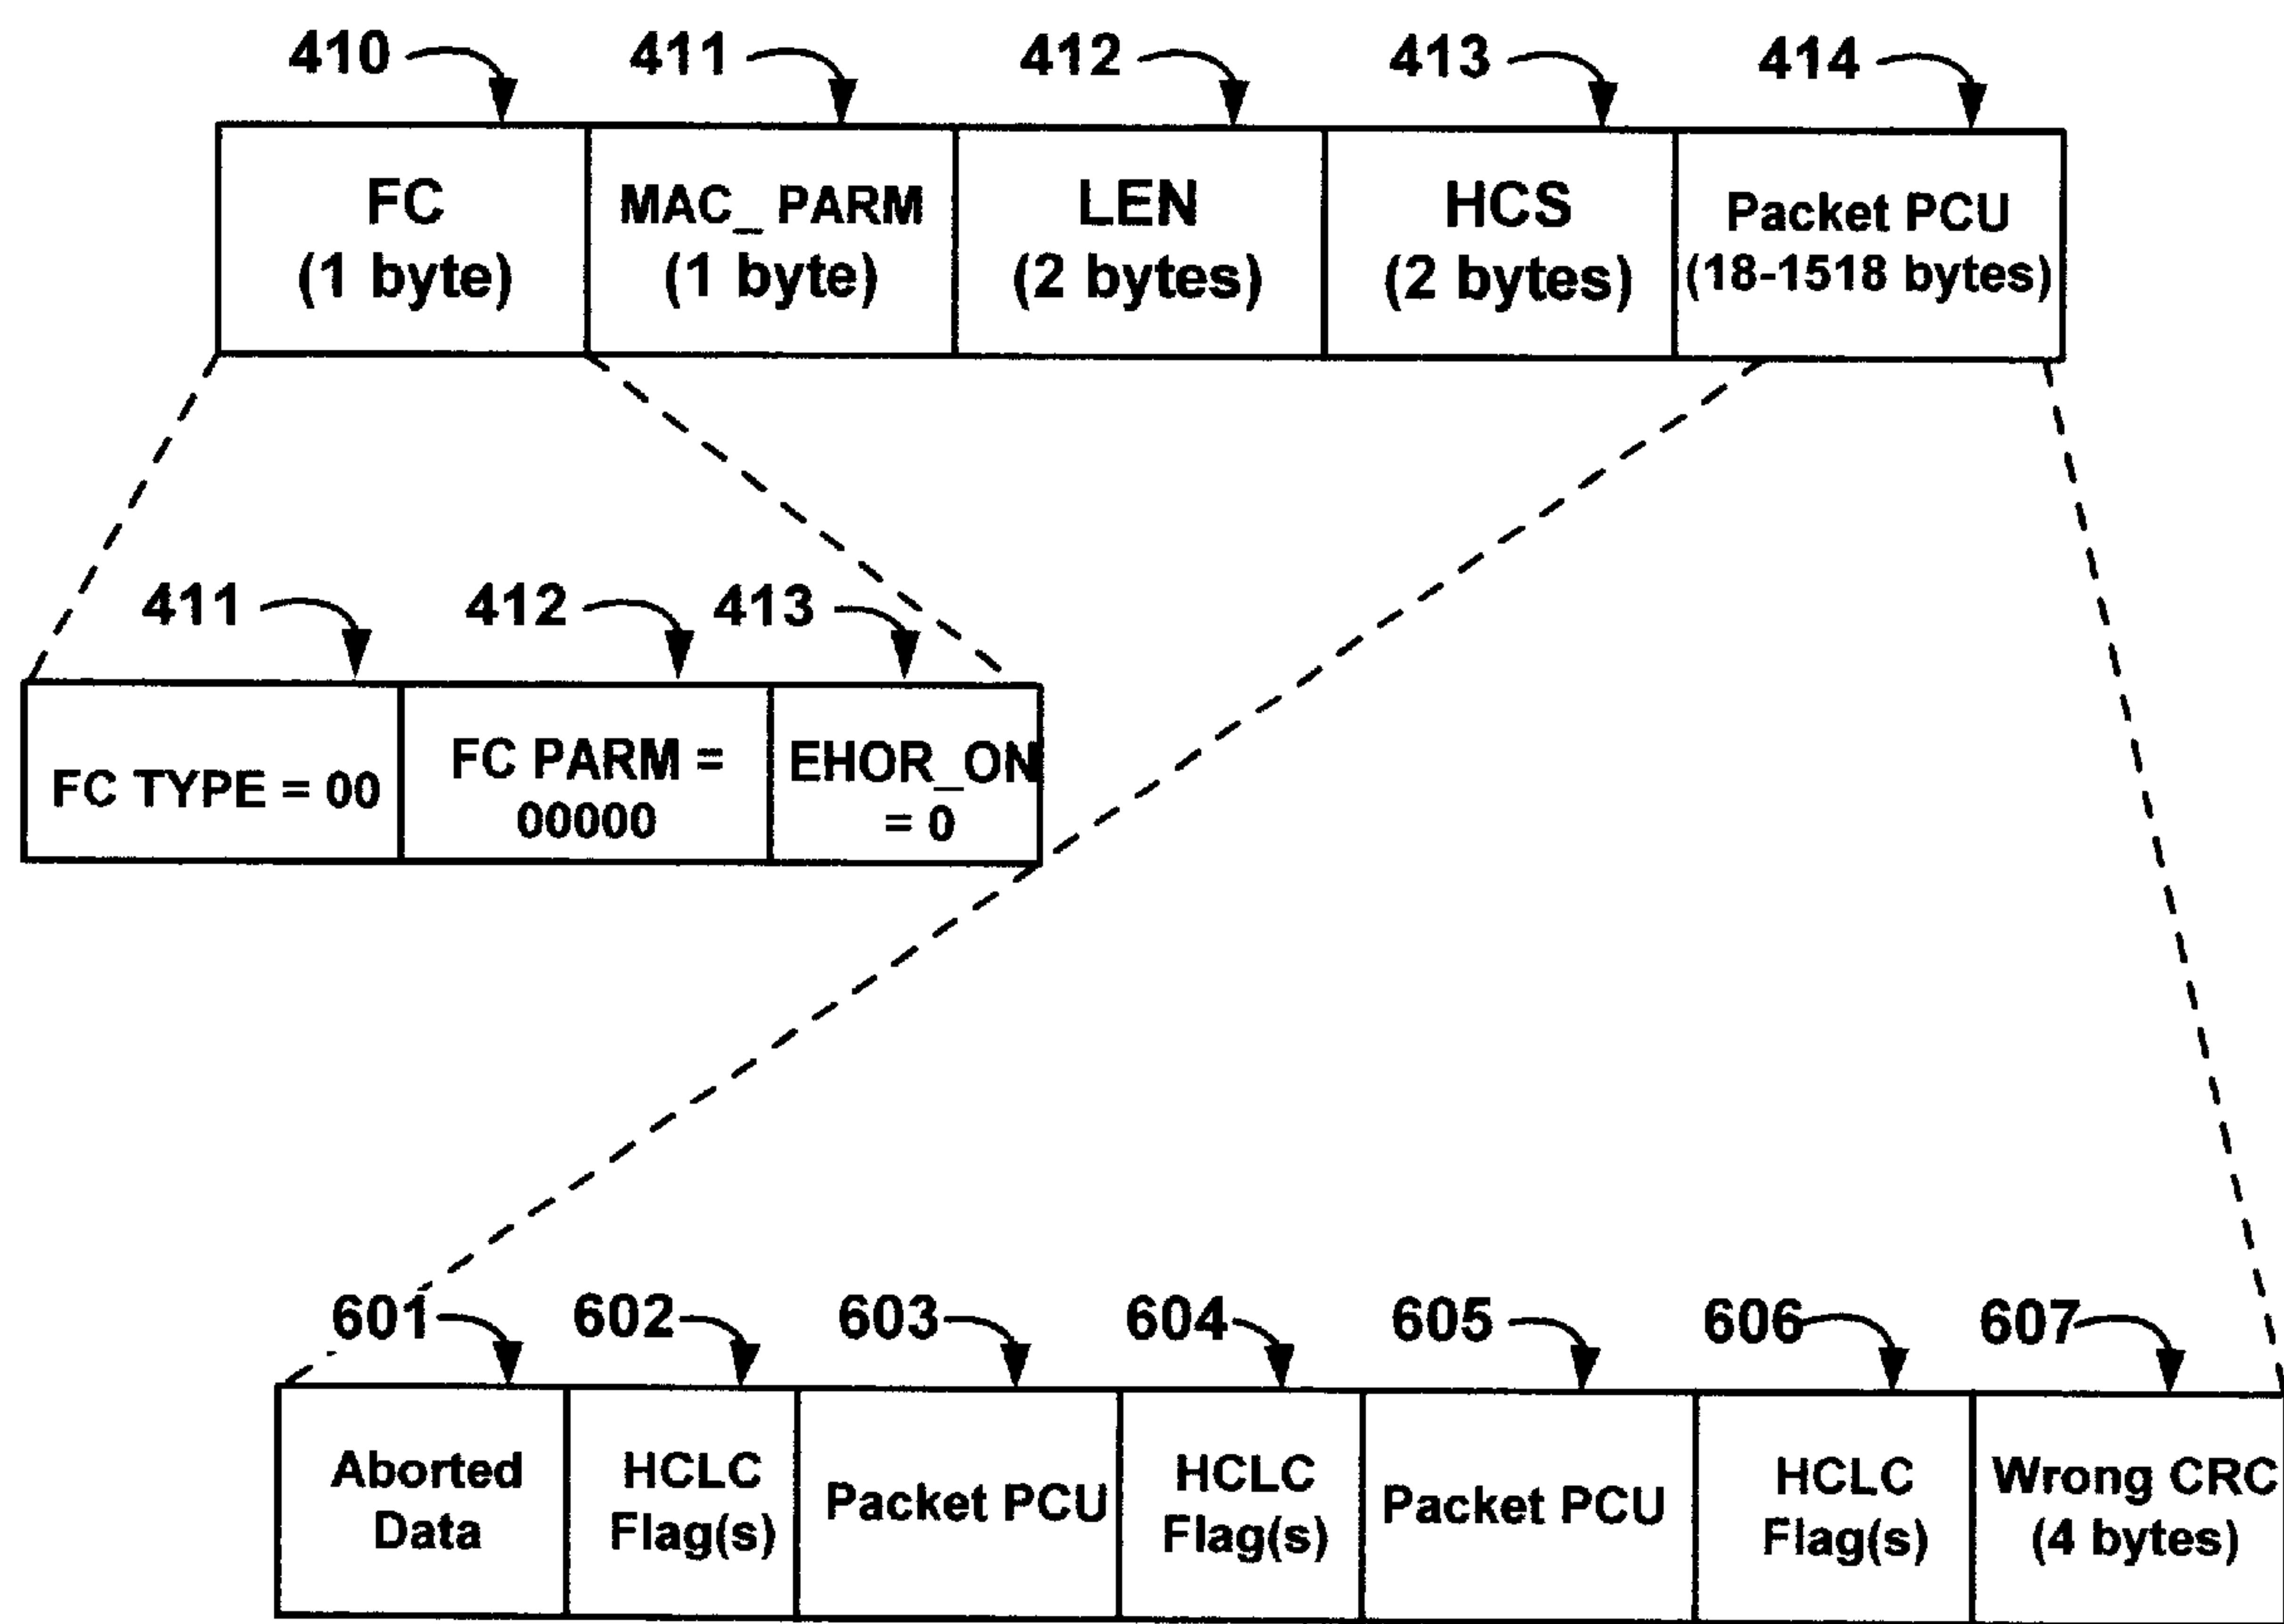 410 411 412 413 414
FC MAC_ PARM LEN HCS Packet PCU
(1 byte) (1 byte) (2 bytes) (2 bytes) (18-1518 bytes)
411 412 413
FC TYPE = 00 FC PARM = EHOR_ON
00000 = 0
601 602 603 604 605 606 607
Aborted HCLC Packet PCU HCLC Packet PCU HCLC Wrong CRC
Data Flag(s) Flag(s) Flag(s) (4 bytes)